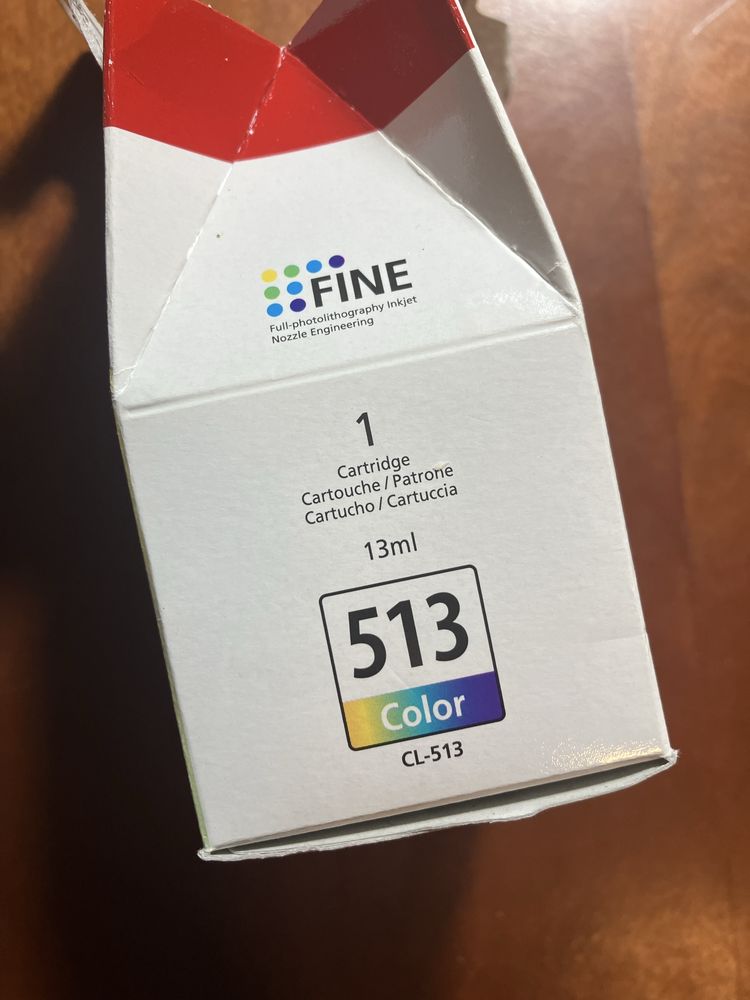 FINE
Full-photolithography Inkjet
Nozzle Engineering
1
Cartridge
Cartouche / Patrone
Cartucho / Cartuccia
13ml
513
Color
CL-513